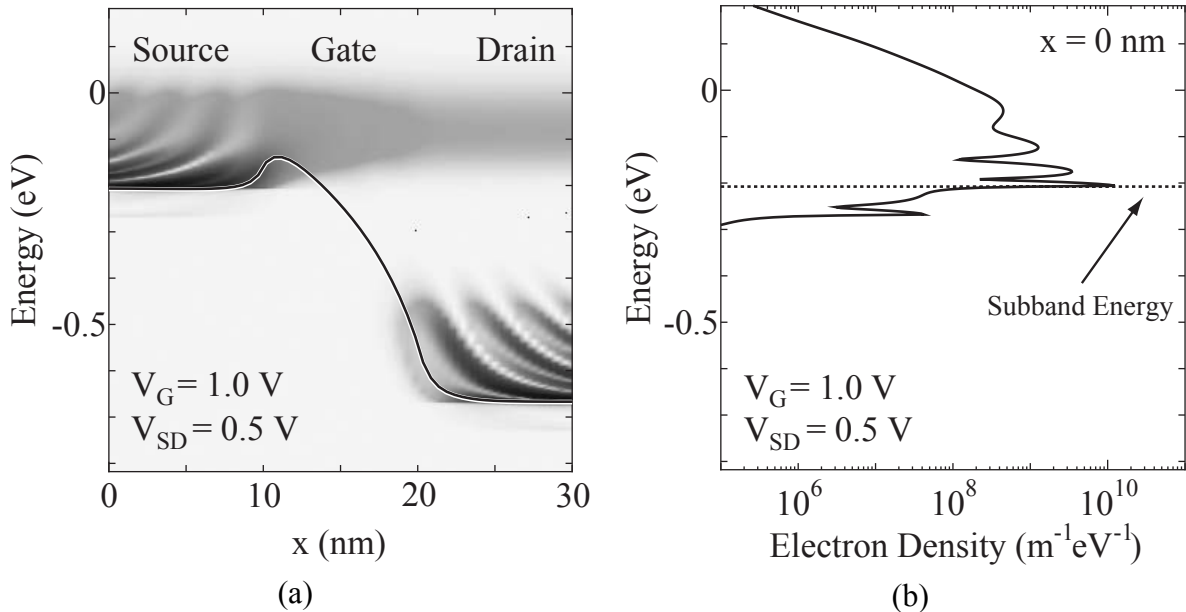 Source Gate Drain
0
-0.5
Energy (eV)
V_G = 1.0 V
V_SD = 0.5 V
0 10 20 30
x (nm)
(a)
x = 0 nm
0
-0.5
Energy (eV)
Subband Energy
V_G = 1.0 V
V_SD = 0.5 V
10^6 10^8 10^10
Electron Density (m^-1eV^-1)
(b)